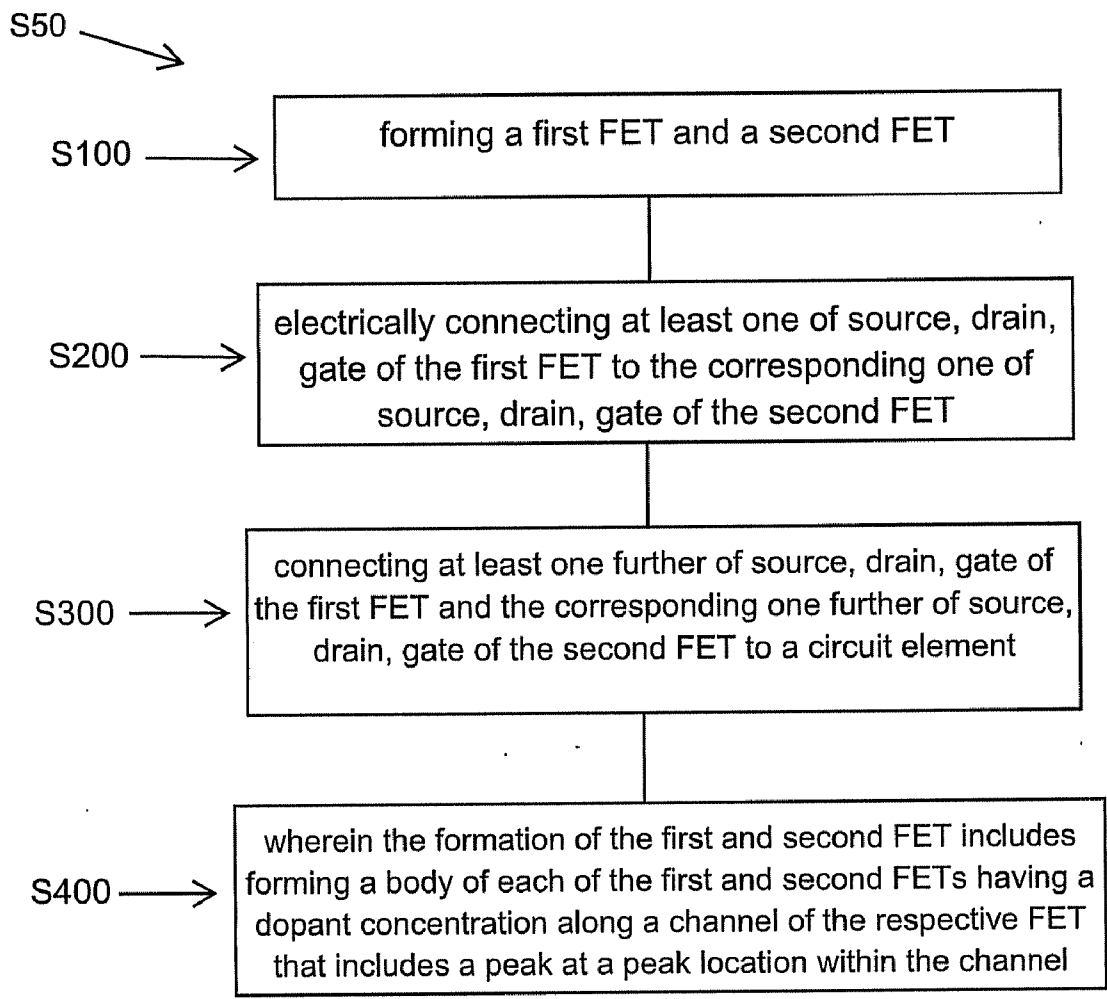 S50
S100
forming a first FET and a second FET
S200
electrically connecting at least one of source, drain,
gate of the first FET to the corresponding one of
source, drain, gate of the second FET
S300
connecting at least one further of source, drain, gate of
the first FET and the corresponding one further of source,
drain, gate of the second FET to a circuit element
S400
wherein the formation of the first and second FET includes
forming a body of each of the first and second FETs having a
dopant concentration along a channel of the respective FET
that includes a peak at a peak location within the channel